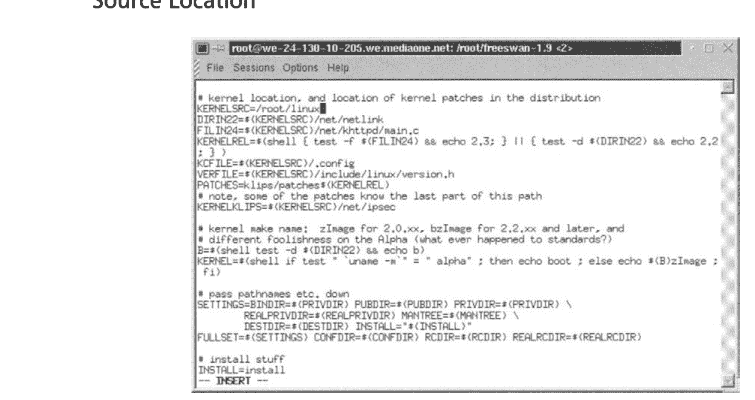 Source Location
root@we-24-130-10-205.we.mediaone.net: /root/freeswan-1.9 <2>
File Sessions Options Help
# kernel location, and location of kernel patches in the distribution
KERNELSRC=/root/linux
DIRIN22=$(KERNELSRC)/net/netlink
FILIN24=$(KERNELSRC)/net/khttpd/main.c
KERNELREL=$(shell { test -f $(FILIN24) && echo 2.3; } || { test -d $(DIRIN22) && echo 2.2
; } )
KCFILE=$(KERNELSRC)/.config
VERFILE=$(KERNELSRC)/include/linux/version.h
PATCHES=klips/patches$(KERNELREL)
# note, some of the patches know the last part of this path
KERNELKLIPS=$(KERNELSRC)/net/ipsec
# kernel make name:  zImage for 2.0.xx, bzImage for 2.2.xx and later, and
# different foolishness on the Alpha (what ever happened to standards?)
B=$(shell test -d $(DIRIN22) && echo b)
KERNEL=$(shell if test " `uname -m`" = " alpha" ; then echo boot ; else echo $(B)zImage ;
fi)
# pass pathnames etc. down
SETTINGS=BINDIR=$(PRIVDIR) PUBDIR=$(PUBDIR) PRIVDIR=$(PRIVDIR) \
REALPRIVDIR=$(REALPRIVDIR) MANTREE=$(MANTREE) \
DESTDIR=$(DESTDIR) INSTALL="$(INSTALL)"
FULLSET=$(SETTINGS) CONFDIR=$(CONFDIR) RCDIR=$(RCDIR) REALRCDIR=$(REALRCDIR)
# install stuff
INSTALL=install
-- INSERT --